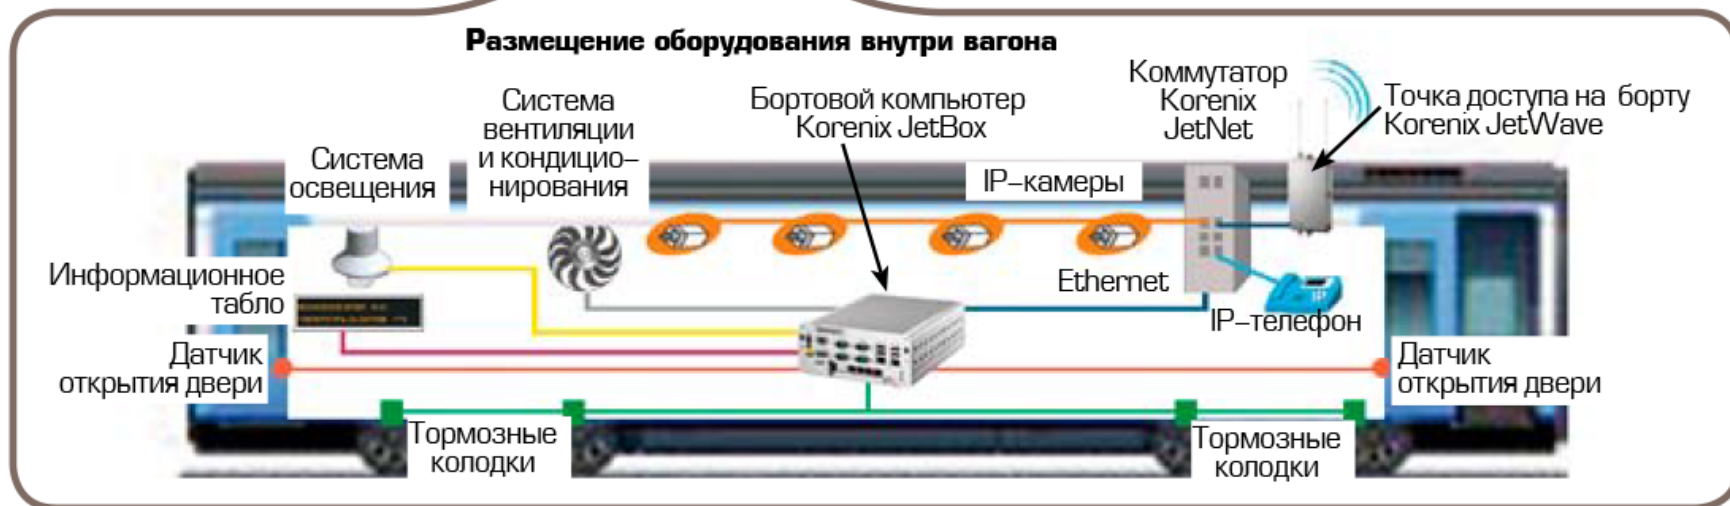 Размещение оборудования внутри вагона
Коммутатор
Korenix
JetNet
Точка доступа на борту
Korenix JetWave
Бортовой компьютер
Korenix JetBox
Система
вентиляции
и кондицио–
нирования
Система
освещения
IP–камеры
Информационное
табло
Ethernet
IP–телефон
Датчик
открытия двери
Датчик
открытия двери
Тормозные
колодки
Тормозные
колодки